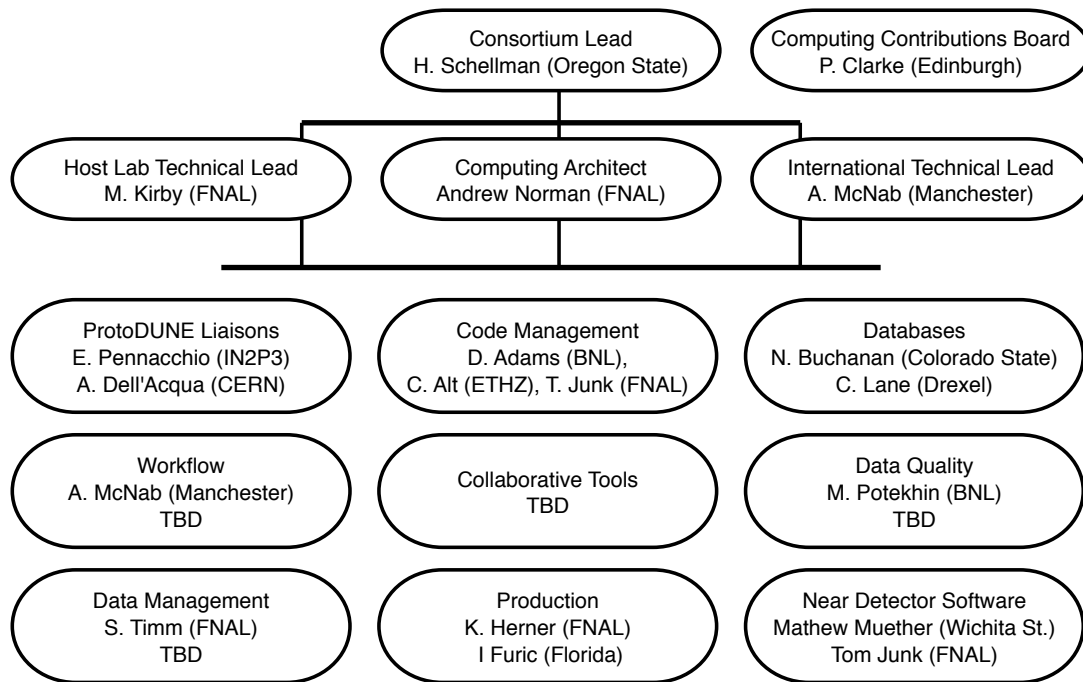 Consortium Lead
H. Schellman (Oregon State)
Computing Contributions Board
P. Clarke (Edinburgh)
Host Lab Technical Lead
M. Kirby (FNAL)
Computing Architect
Andrew Norman (FNAL)
International Technical Lead
A. McNab (Manchester)
ProtoDUNE Liaisons
E. Pennacchio (IN2P3)
A. Dell'Acqua (CERN)
Code Management
D. Adams (BNL),
C. Alt (ETHZ), T. Junk (FNAL)
Databases
N. Buchanan (Colorado State)
C. Lane (Drexel)
Workflow
A. McNab (Manchester)
TBD
Collaborative Tools
TBD
Data Quality
M. Potekhin (BNL)
TBD
Data Management
S. Timm (FNAL)
TBD
Production
K. Herner (FNAL)
I Furic (Florida)
Near Detector Software
Mathew Muether (Wichita St.)
Tom Junk (FNAL)